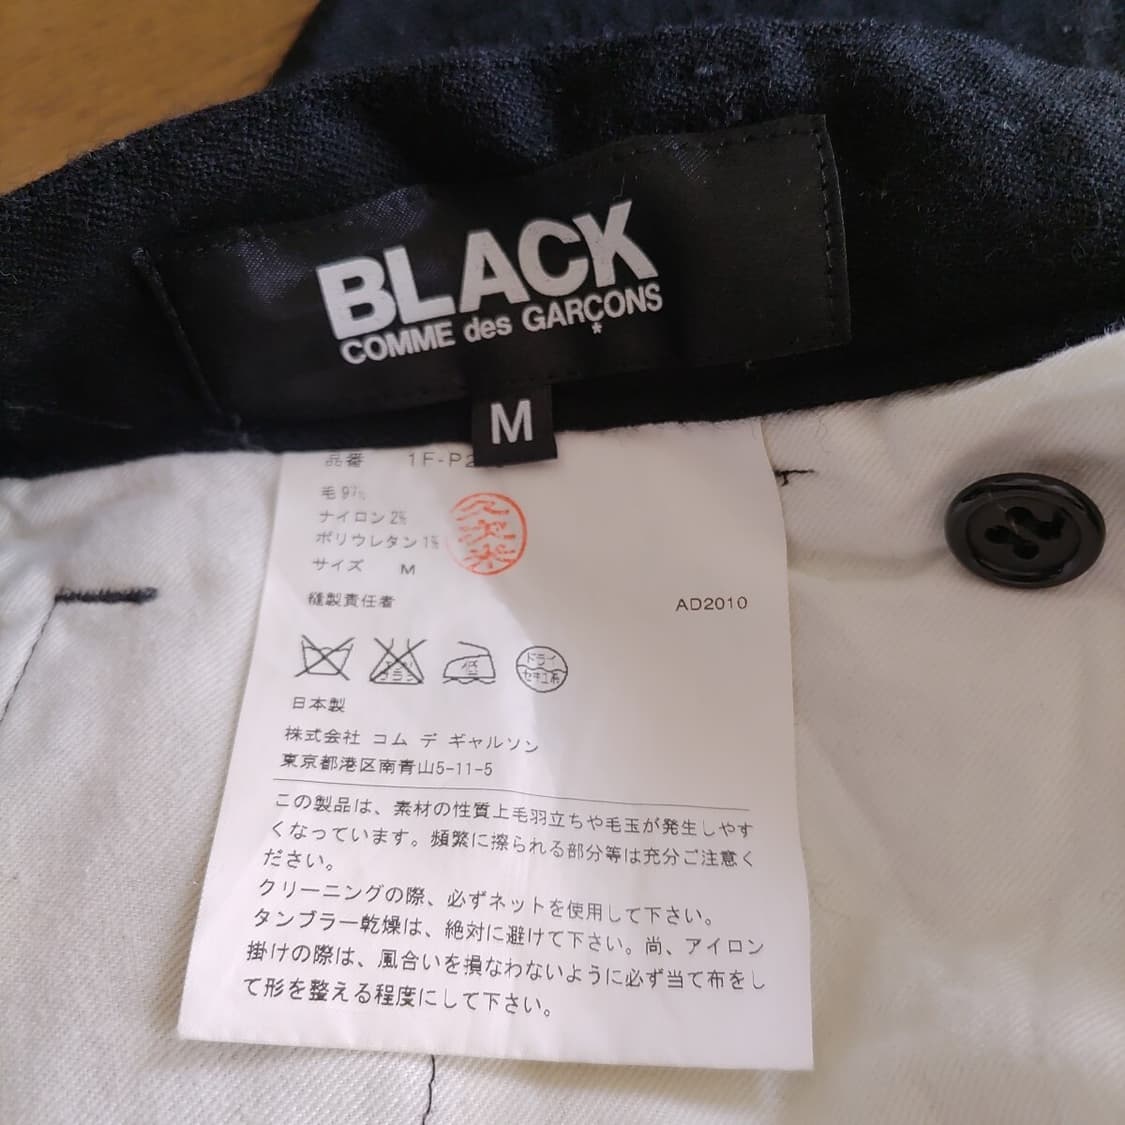 BLACK
COMME des GARÇONS
*
M
品番 1F-P2
毛97%
ナイロン2%
ポリウレタン1%
サイズ M
縫製責任者
AD2010
低
ドライ
セキユ系
日本製
株式会社 コム デ ギャルソン
東京都港区南青山5-11-5
この製品は、素材の性質上毛羽立ちや毛玉が発生しやす
くなっています。頻繁に擦られる部分等は充分ご注意く
ださい。
クリーニングの際、必ずネットを使用して下さい。
タンブラー乾燥は、絶対に避けて下さい。尚、アイロン
掛けの際は、風合いを損なわないように必ず当て布をし
て形を整える程度にして下さい。